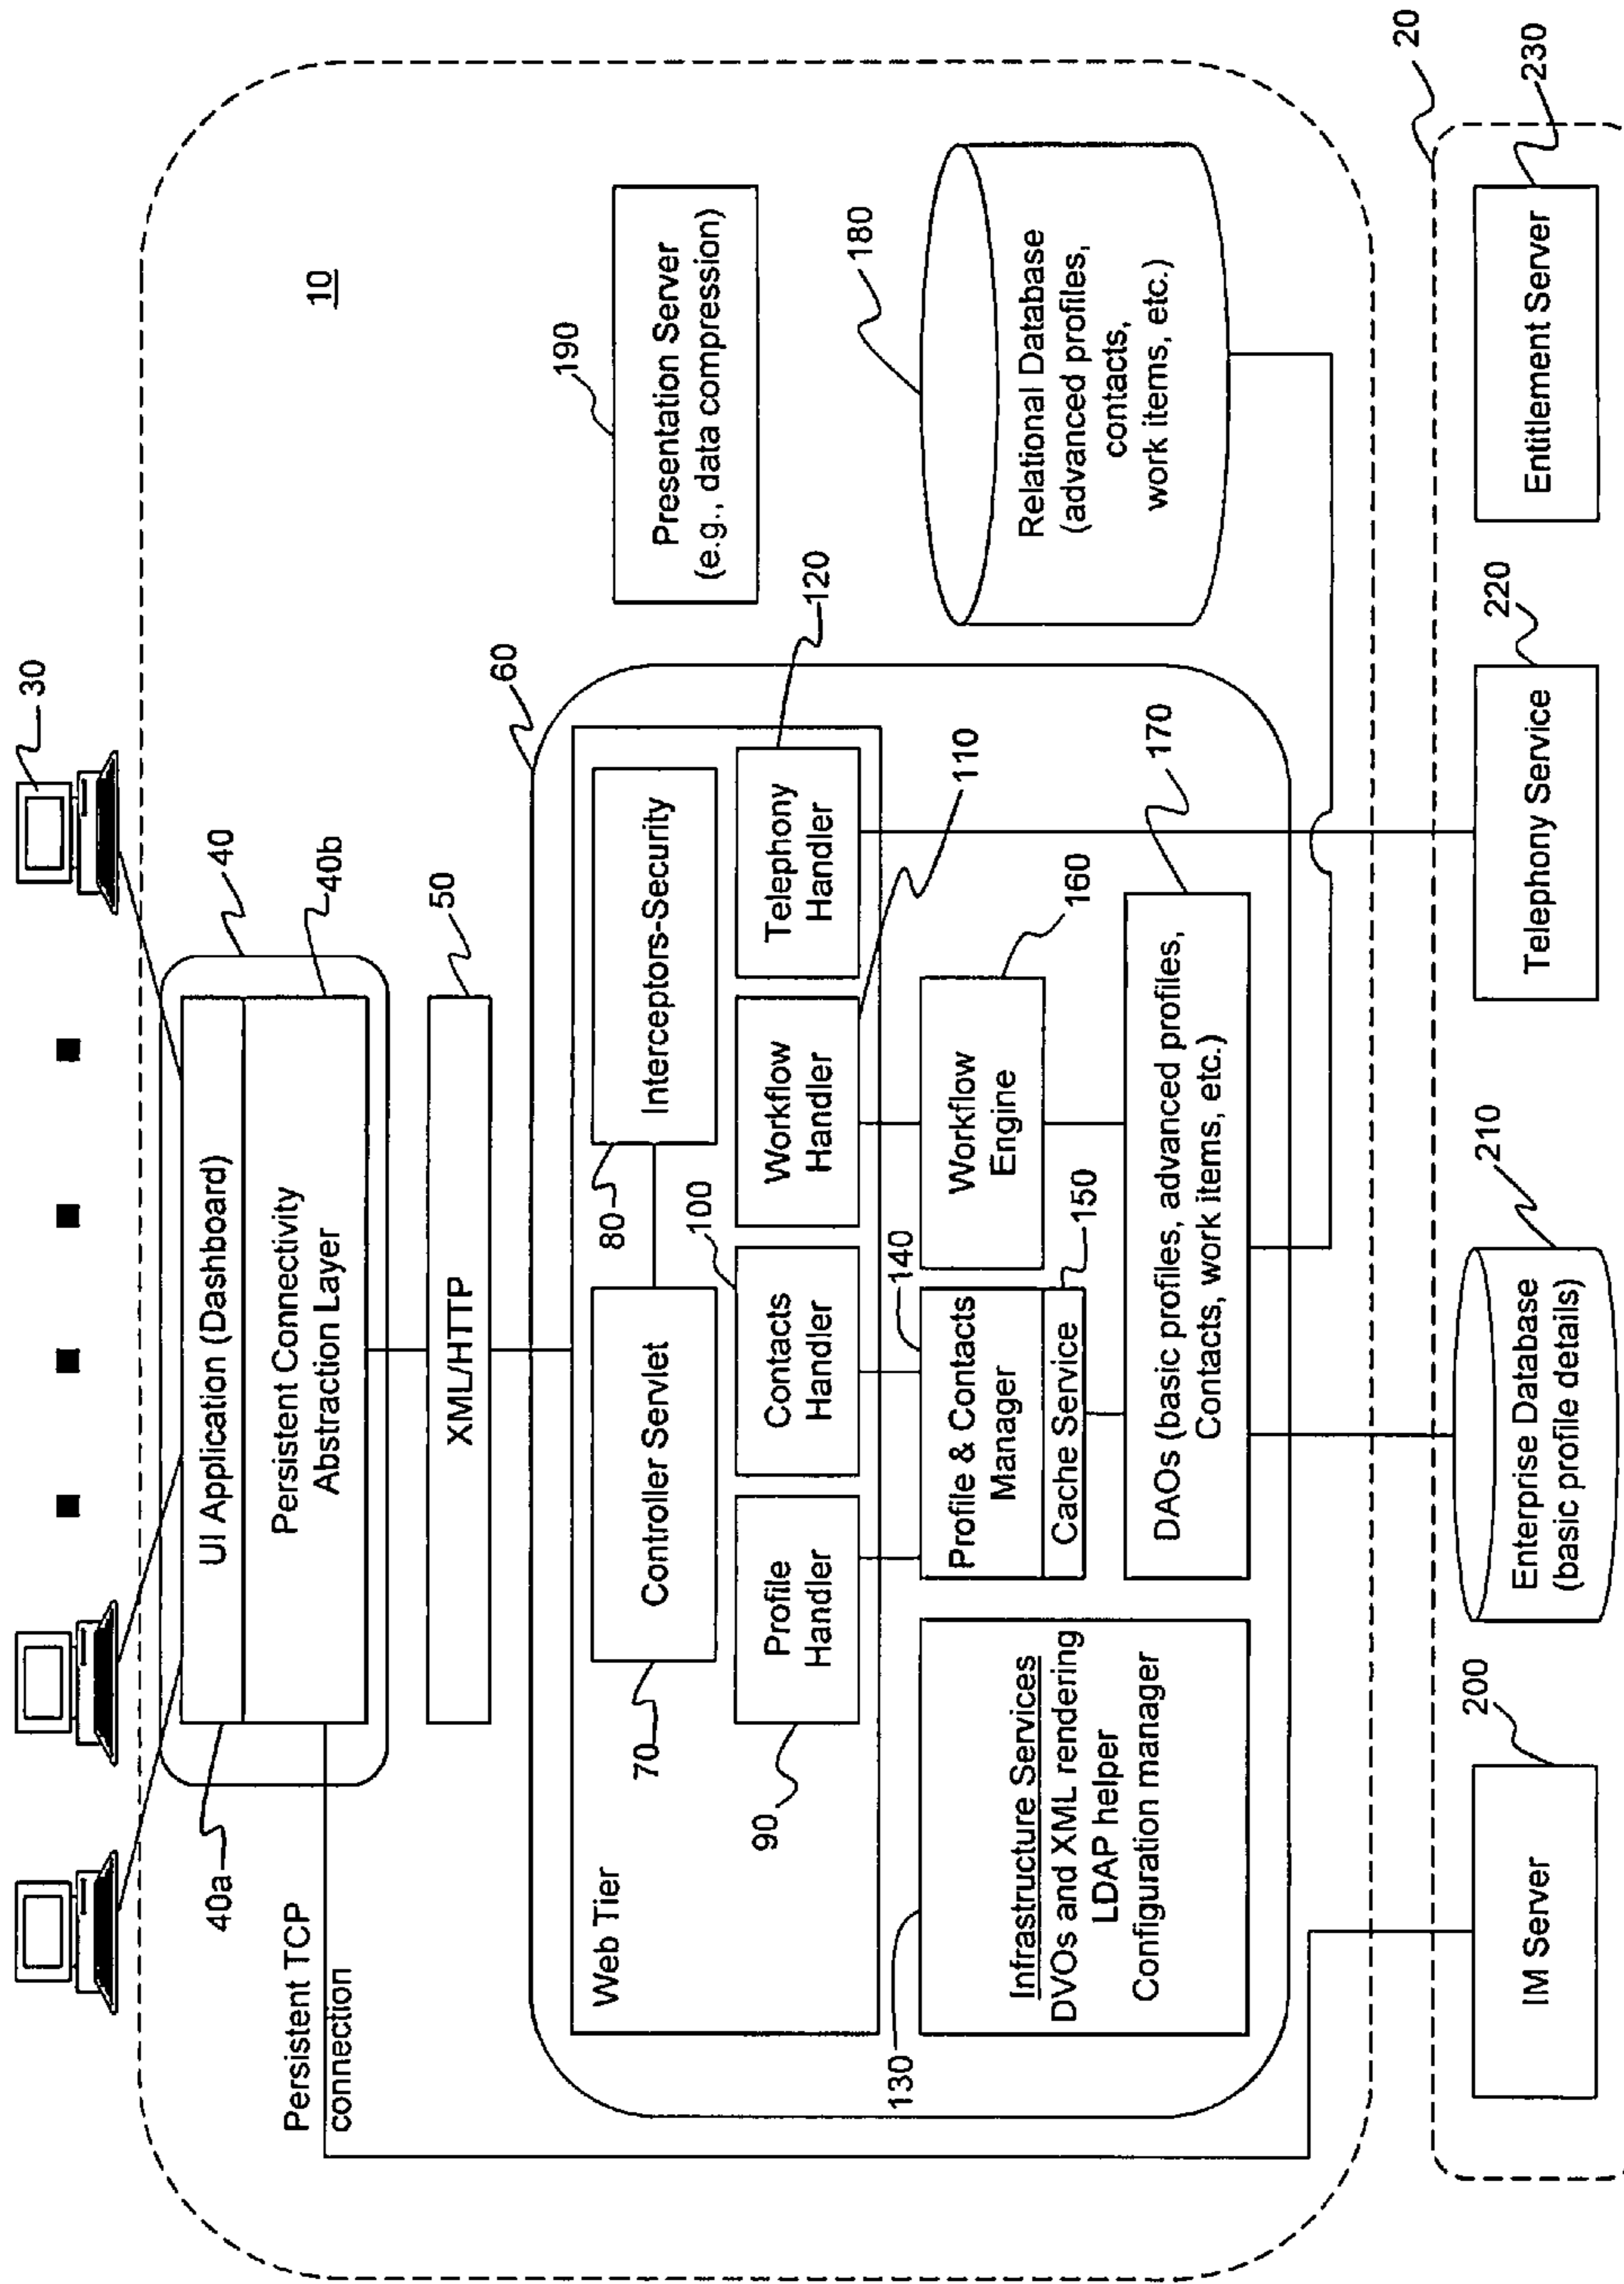 30
40
UI Application (Dashboard)
40a
Persistent Connectivity
Abstraction Layer
40b
Persistent TCP
connection
50
XML/HTTP
10
60
Web Tier
Controller Servlet
70
Interceptors-Security
80
Profile
Handler
90
Contacts
Handler
100
Workflow
Handler
110
Telephony
Handler
120
190
Presentation Server
(e.g., data compression)
130
Infrastructure Services
DVOs and XML rendering
LDAP helper
Configuration manager
140
Profile & Contacts
Manager
Cache Service
150
Workflow
Engine
160
DAOs (basic profiles, advanced profiles,
Contacts, work items, etc.)
170
180
Relational Database
(advanced profiles,
contacts,
work items, etc.)
20
200
IM Server
210
Enterprise Database
(basic profile details)
220
Telephony Service
230
Entitlement Server